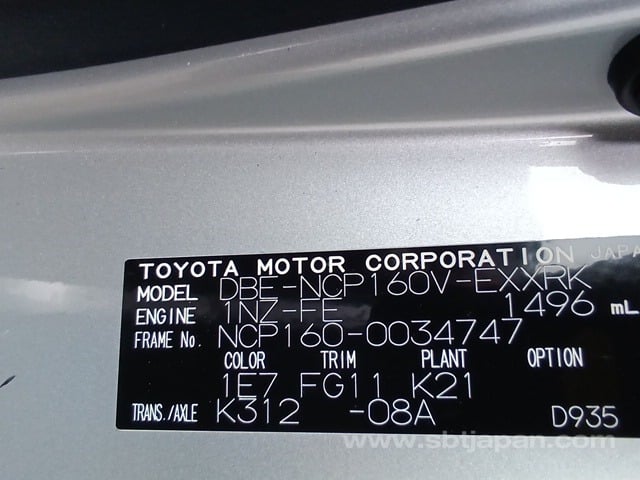 TOYOTA MOTOR CORPORATION JAPA
MODEL DBE-NCP160V-EXXRK
ENGINE 1NZ-FE 1496 mL
FRAME No. NCP160-0034747
COLOR TRIM PLANT OPTION
1E7 FG11 K21
TRANS./AXLE K312 -08A D935
www.sbtjapan.com